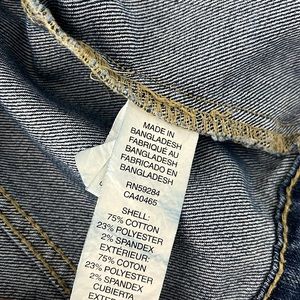 MADE IN
BANGLADESH
FABRIQUÉ AU
BANGLADESH
FABRICADO EN
BANGLADESH
RN59284
CA40465
SHELL:
75% COTTON
23% POLYESTER
2% SPANDEX
EXTÉRIEUR:
75% COTON
23% POLYESTER
2% SPANDEX
CUBIERTA